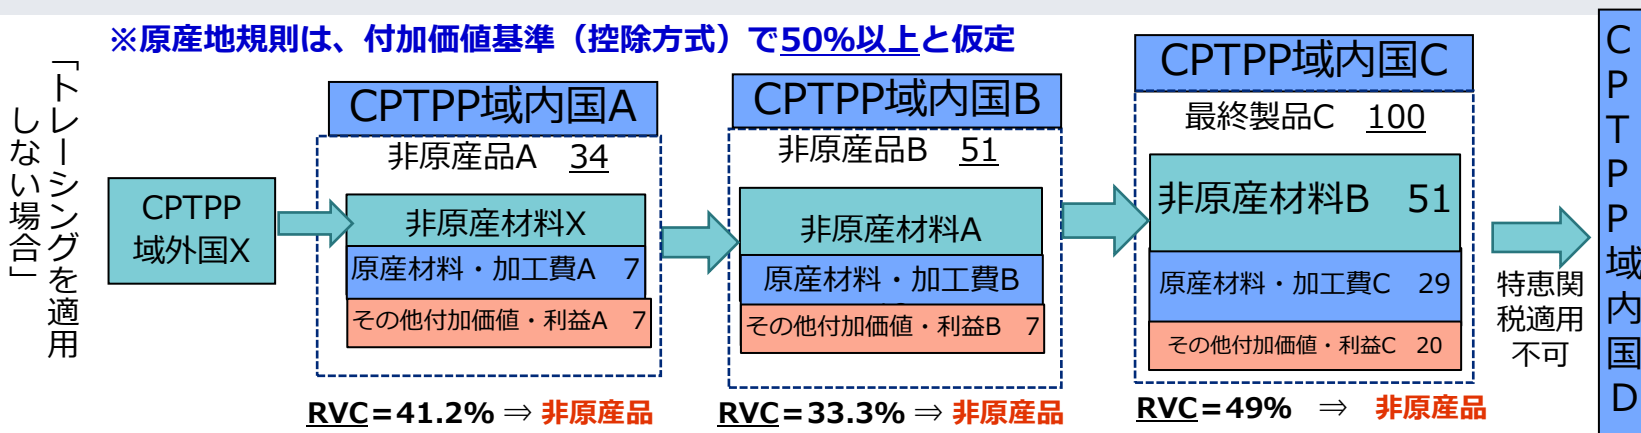 ※原産地規則は、付加価値基準（控除方式）で50%以上と仮定
「トレーシングを適用
しない場合」
CPTPP
域外国X
CPTPP域内国A
非原産品A 34
非原産材料X
原産材料・加工費A 7
その他付加価値・利益A 7
RVC=41.2% ⇒ 非原産品
CPTPP域内国B
非原産品B 51
非原産材料A
原産材料・加工費B
その他付加価値・利益B 7
RVC=33.3% ⇒ 非原産品
CPTPP域内国C
最終製品C 100
非原産材料B 51
原産材料・加工費C 29
その他付加価値・利益C 20
RVC=49% ⇒ 非原産品
特恵関
税適用
不可
CPTPP域内国D